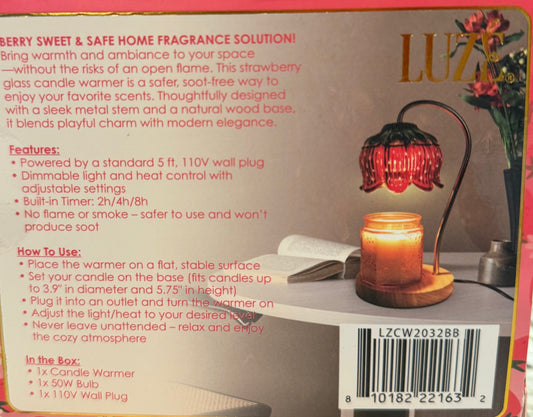 BERRY SWEET & SAFE HOME FRAGRANCE SOLUTION!
Bring warmth and ambiance to your space
—without the risks of an open flame. This strawberry
glass candle warmer is a safer, soot-free way to
enjoy your favorite scents. Thoughtfully designed
with a sleek metal stem and a natural wood base,
it blends playful charm with modern elegance.
LUZE®
Features:
• Powered by a standard 5 ft, 110V wall plug
• Dimmable light and heat control with
adjustable settings
• Built-in Timer: 2h/4h/8h
• No flame or smoke – safer to use and won't
produce soot
How To Use:
• Place the warmer on a flat, stable surface
• Set your candle on the base (fits candles up
to 3.9" in diameter and 5.75" in height)
• Plug it into an outlet and turn the warmer on
• Adjust the light/heat to your desired level
• Never leave unattended – relax and enjoy
the cozy atmosphere
In the Box:
• 1x Candle Warmer
• 1x 50W Bulb
• 1x 110V Wall Plug
LZCW2032BB
8 10182 22163 2